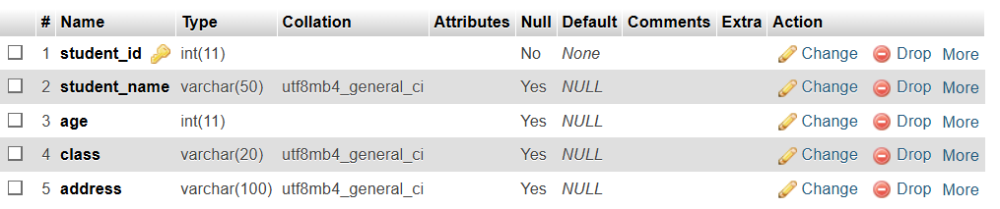 # Name Type Collation Attributes Null Default Comments Extra Action
1 student_id int(11) No None Change Drop More
2 student_name varchar(50) utf8mb4_general_ci Yes NULL Change Drop More
3 age int(11) Yes NULL Change Drop More
4 class varchar(20) utf8mb4_general_ci Yes NULL Change Drop More
5 address varchar(100) utf8mb4_general_ci Yes NULL Change Drop More